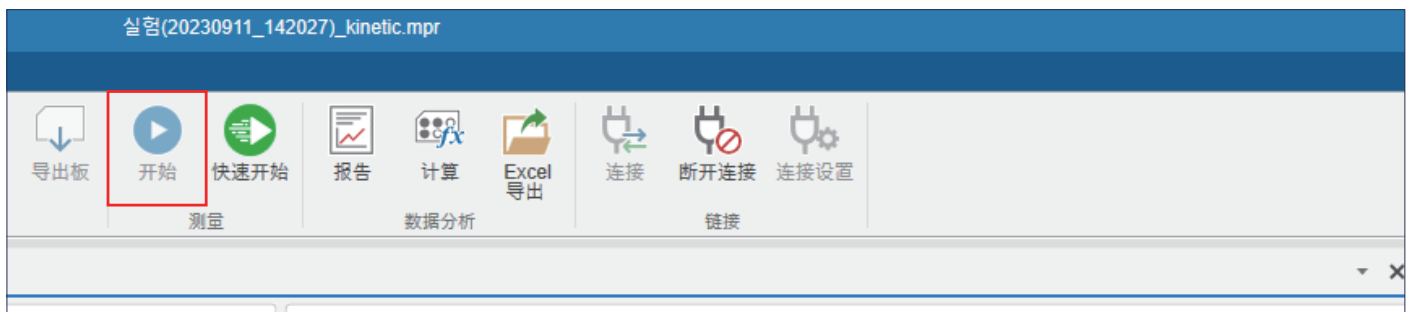 실험(20230911_142027)_kinetic.mpr
导出板
开始
快速开始
报告
fx
计算
Excel
导出
连接
断开连接
连接设置
测量
数据分析
链接